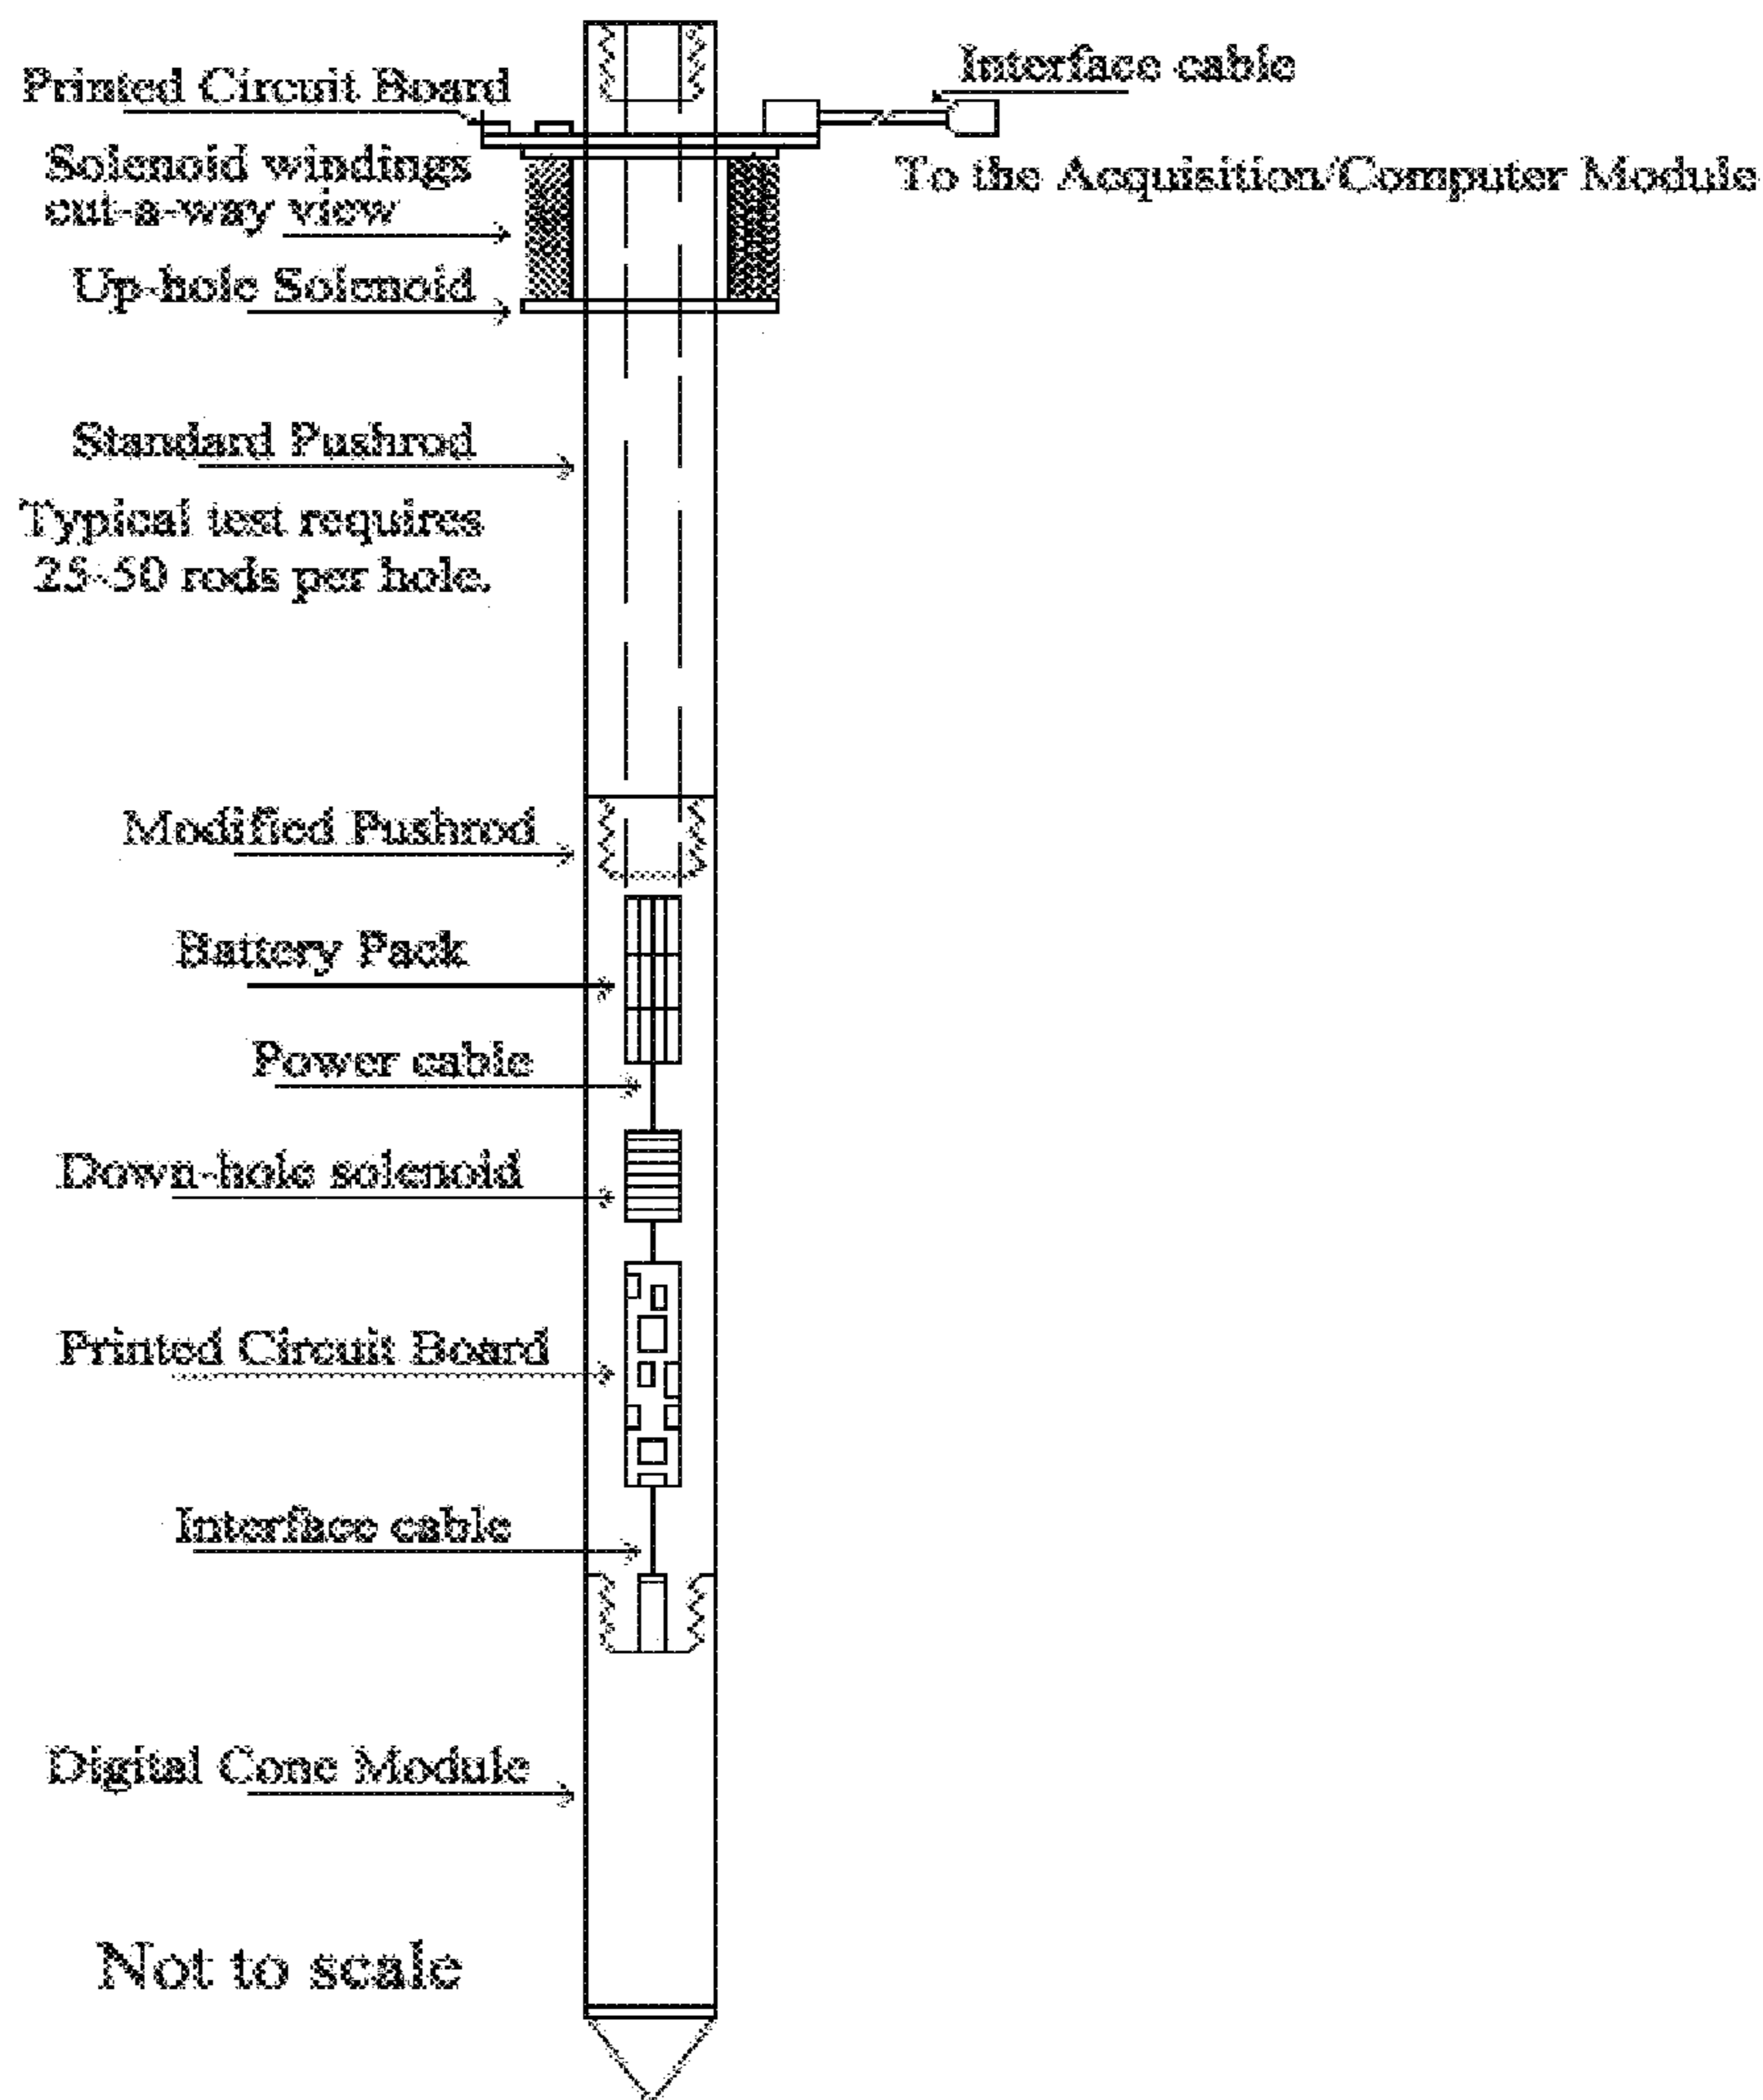 Printed Circuit Board
Interface cable
Solenoid windings
cut-a-way view
To the Acquisition/Computer Module
Up-hole Solenoid
Standard Pushrod
Typical test requires
25-50 rods per hole.
Modified Pushrod
Battery Pack
Power cable
Down-hole solenoid
Printed Circuit Board
Interface cable
Digital Cone Module
Not to scale